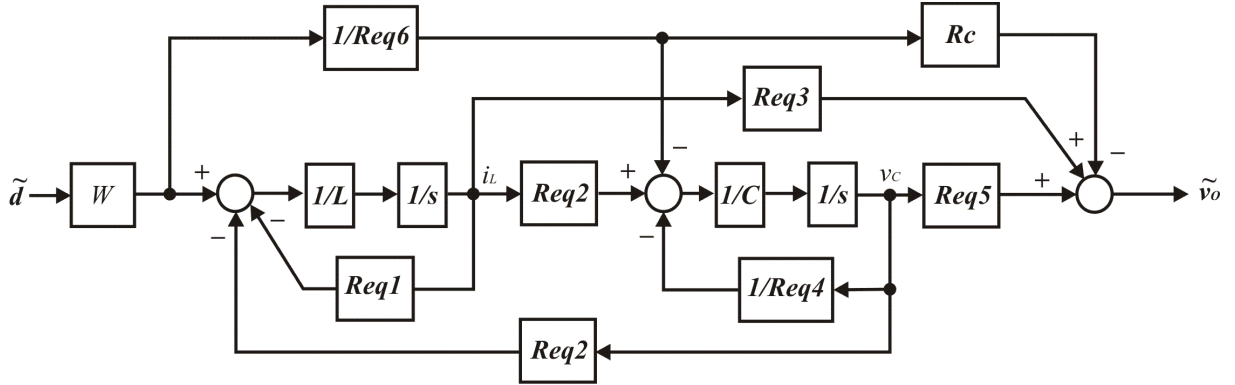 1/Req6
Rc
Req3
−
+
−
d̃
W
+
1/L
1/s
iL
Req2
+
1/C
1/s
vC
Req5
+
ṽo
−
−
−
Req1
1/Req4
Req2